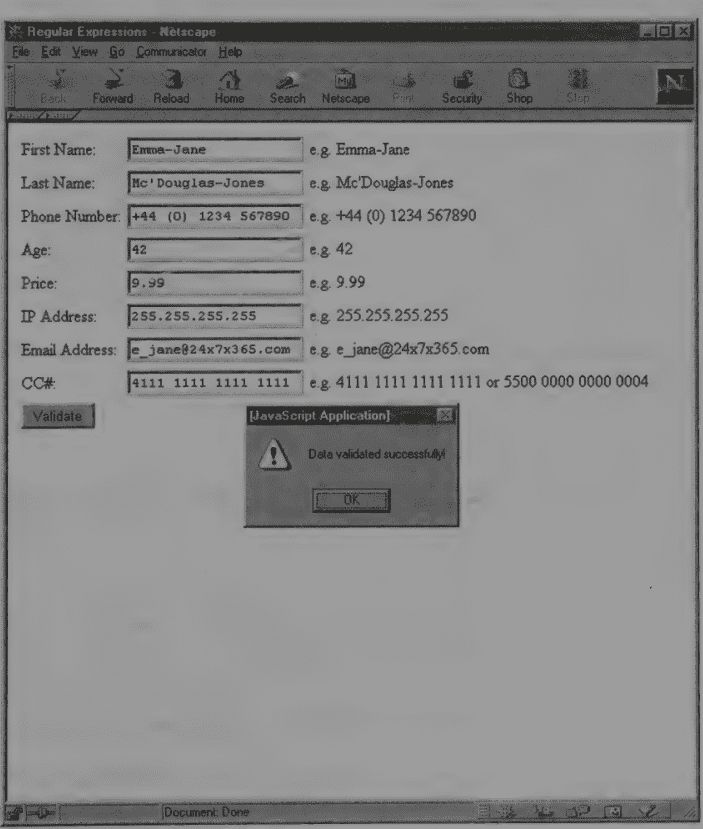 Regular Expressions - Netscape
File Edit View Go Communicator Help
Back Forward Reload Home Search Netscape Print Security Shop Stop
First Name: Emma-Jane e.g. Emma-Jane
Last Name: Mc'Douglas-Jones e.g. Mc'Douglas-Jones
Phone Number: +44 (0) 1234 567890 e.g. +44 (0) 1234 567890
Age: 42 e.g. 42
Price: 9.99 e.g. 9.99
IP Address: 255.255.255.255 e.g. 255.255.255.255
Email Address: e_jane@24x7x365.com e.g. e_jane@24x7x365.com
CC#: 4111 1111 1111 1111 e.g. 4111 1111 1111 1111 or 5500 0000 0000 0004
Validate
[JavaScript Application]
Data validated successfully!
OK
Document: Done